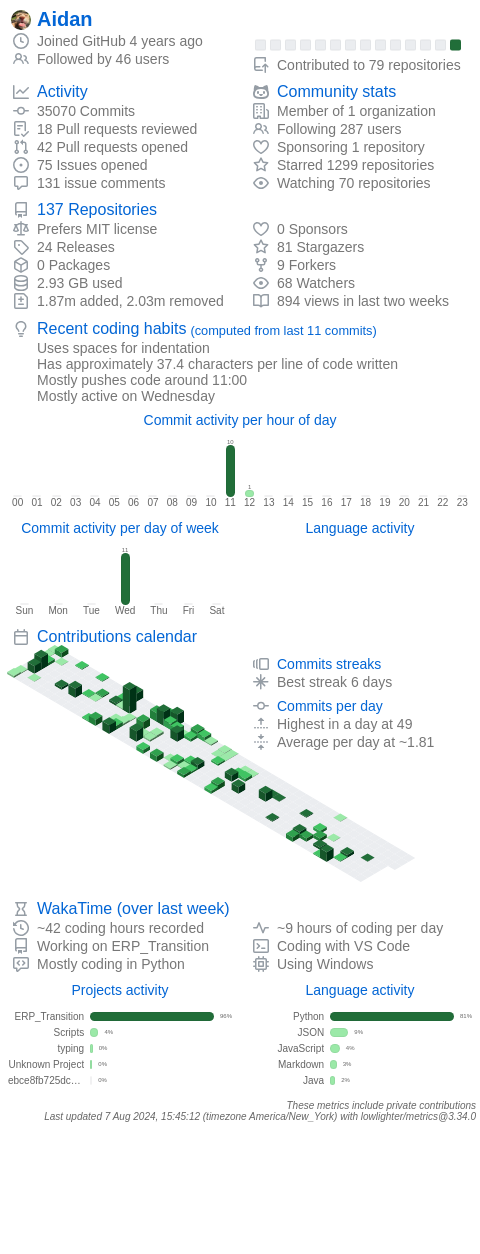 Aidan
Joined GitHub 4 years ago
Followed by 46 users
Contributed to 79 repositories
Activity
35070 Commits
18 Pull requests reviewed
42 Pull requests opened
75 Issues opened
131 issue comments
Community stats
Member of 1 organization
Following 287 users
Sponsoring 1 repository
Starred 1299 repositories
Watching 70 repositories
137 Repositories
Prefers MIT license
24 Releases
0 Packages
2.93 GB used
1.87m added, 2.03m removed
0 Sponsors
81 Stargazers
9 Forkers
68 Watchers
894 views in last two weeks
Recent coding habits (computed from last 11 commits)
Uses spaces for indentation
Has approximately 37.4 characters per line of code written
Mostly pushes code around 11:00
Mostly active on Wednesday
Commit activity per hour of day
10
1
00 01 02 03 04 05 06 07 08 09 10 11 12 13 14 15 16 17 18 19 20 21 22 23
Commit activity per day of week
11
Sun Mon Tue Wed Thu Fri Sat
Language activity
Contributions calendar
Commits streaks
Best streak 6 days
Commits per day
Highest in a day at 49
Average per day at ~1.81
WakaTime (over last week)
~42 coding hours recorded
Working on ERP_Transition
Mostly coding in Python
~9 hours of coding per day
Coding with VS Code
Using Windows
Projects activity
ERP_Transition 96%
Scripts 4%
typing 0%
Unknown Project 0%
ebce8fb725dc... 0%
Language activity
Python 81%
JSON 9%
JavaScript 4%
Markdown 3%
Java 2%
These metrics include private contributions
Last updated 7 Aug 2024, 15:45:12 (timezone America/New_York) with lowlighter/metrics@3.34.0